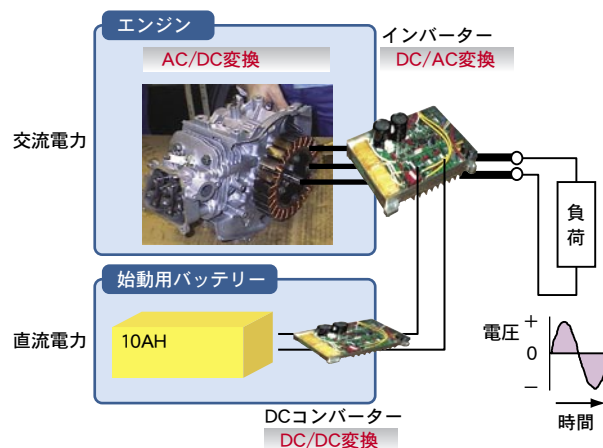 エンジン
AC/DC変換
インバーター
DC/AC変換
交流電力
負荷
始動用バッテリー
直流電力
10AH
DCコンバーター
DC/DC変換
電圧
+
0
−
時間